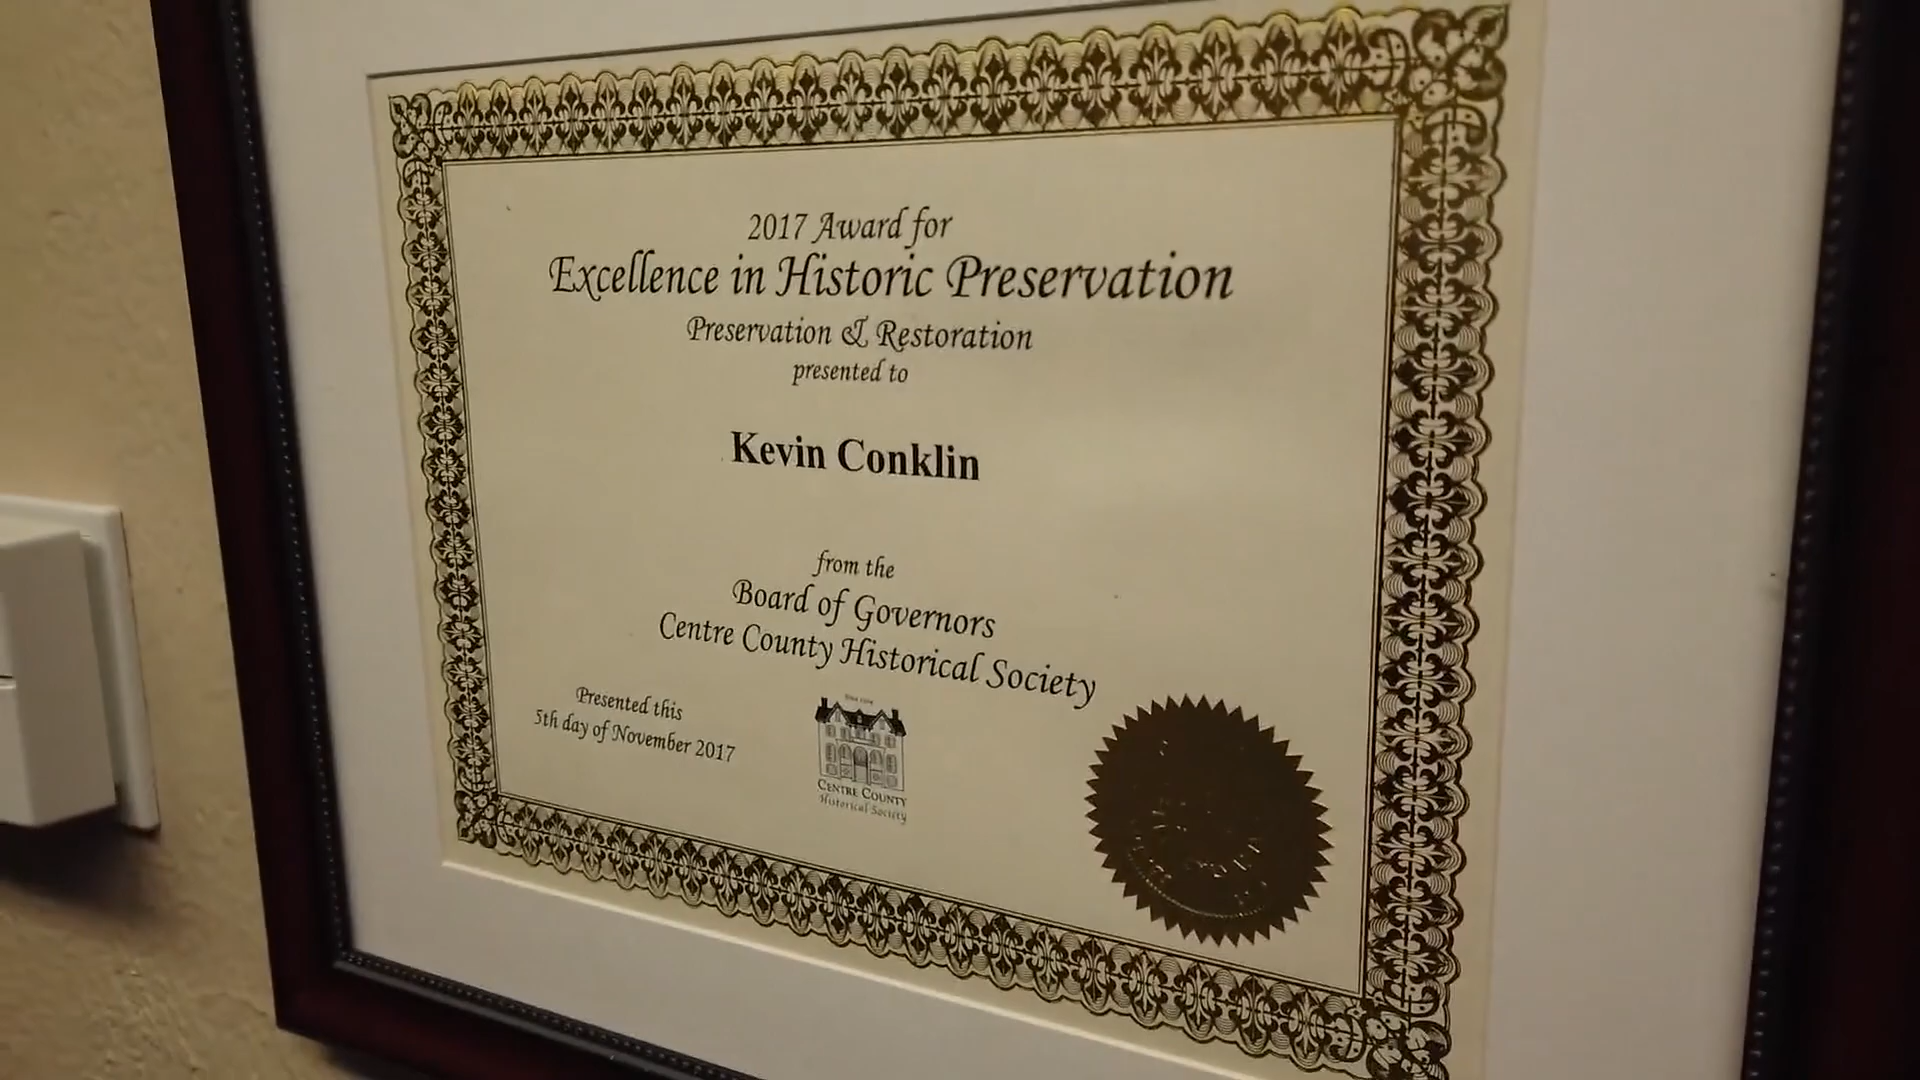 2017 Award for
Excellence in Historic Preservation
Preservation & Restoration
presented to
Kevin Conklin
from the
Board of Governors
Centre County Historical Society
Presented this
5th day of November 2017
CENTRE COUNTY
Historical Society